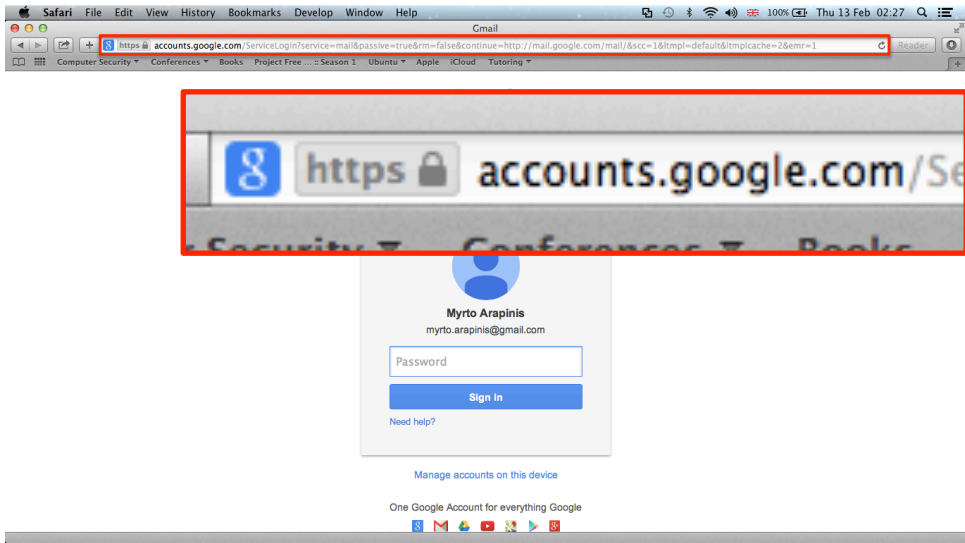 Safari File Edit View History Bookmarks Develop Window Help 100% Thu 13 Feb 02:27
Gmail
https accounts.google.com/ServiceLogin?service=mail&passive=true&rm=false&continue=http://mail.google.com/mail/&scc=1&ltmpl=default&ltmplcache=2&emr=1 Reader
Computer Security Conferences Books Project Free ... :: Season 1 Ubuntu Apple iCloud Tutoring
https accounts.google.com/Se
Security Conferences Books
Myrto Arapinis
myrto.arapinis@gmail.com
Password
Sign in
Need help?
Manage accounts on this device
One Google Account for everything Google